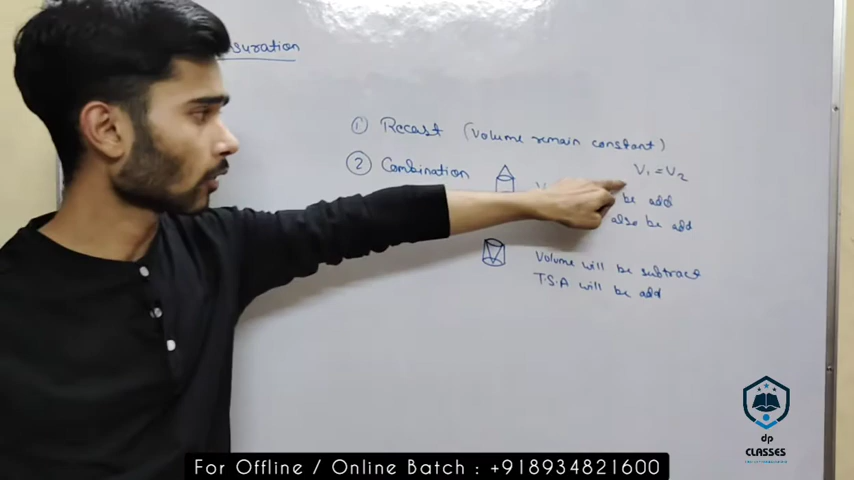 suration
① Recast (Volume remain constant)
V₁ = V₂
② Combination
be add
also be add
Volume will be subtrace
T.S.A will be add
dp
CLASSES
For Offline / Online Batch : +918934821600